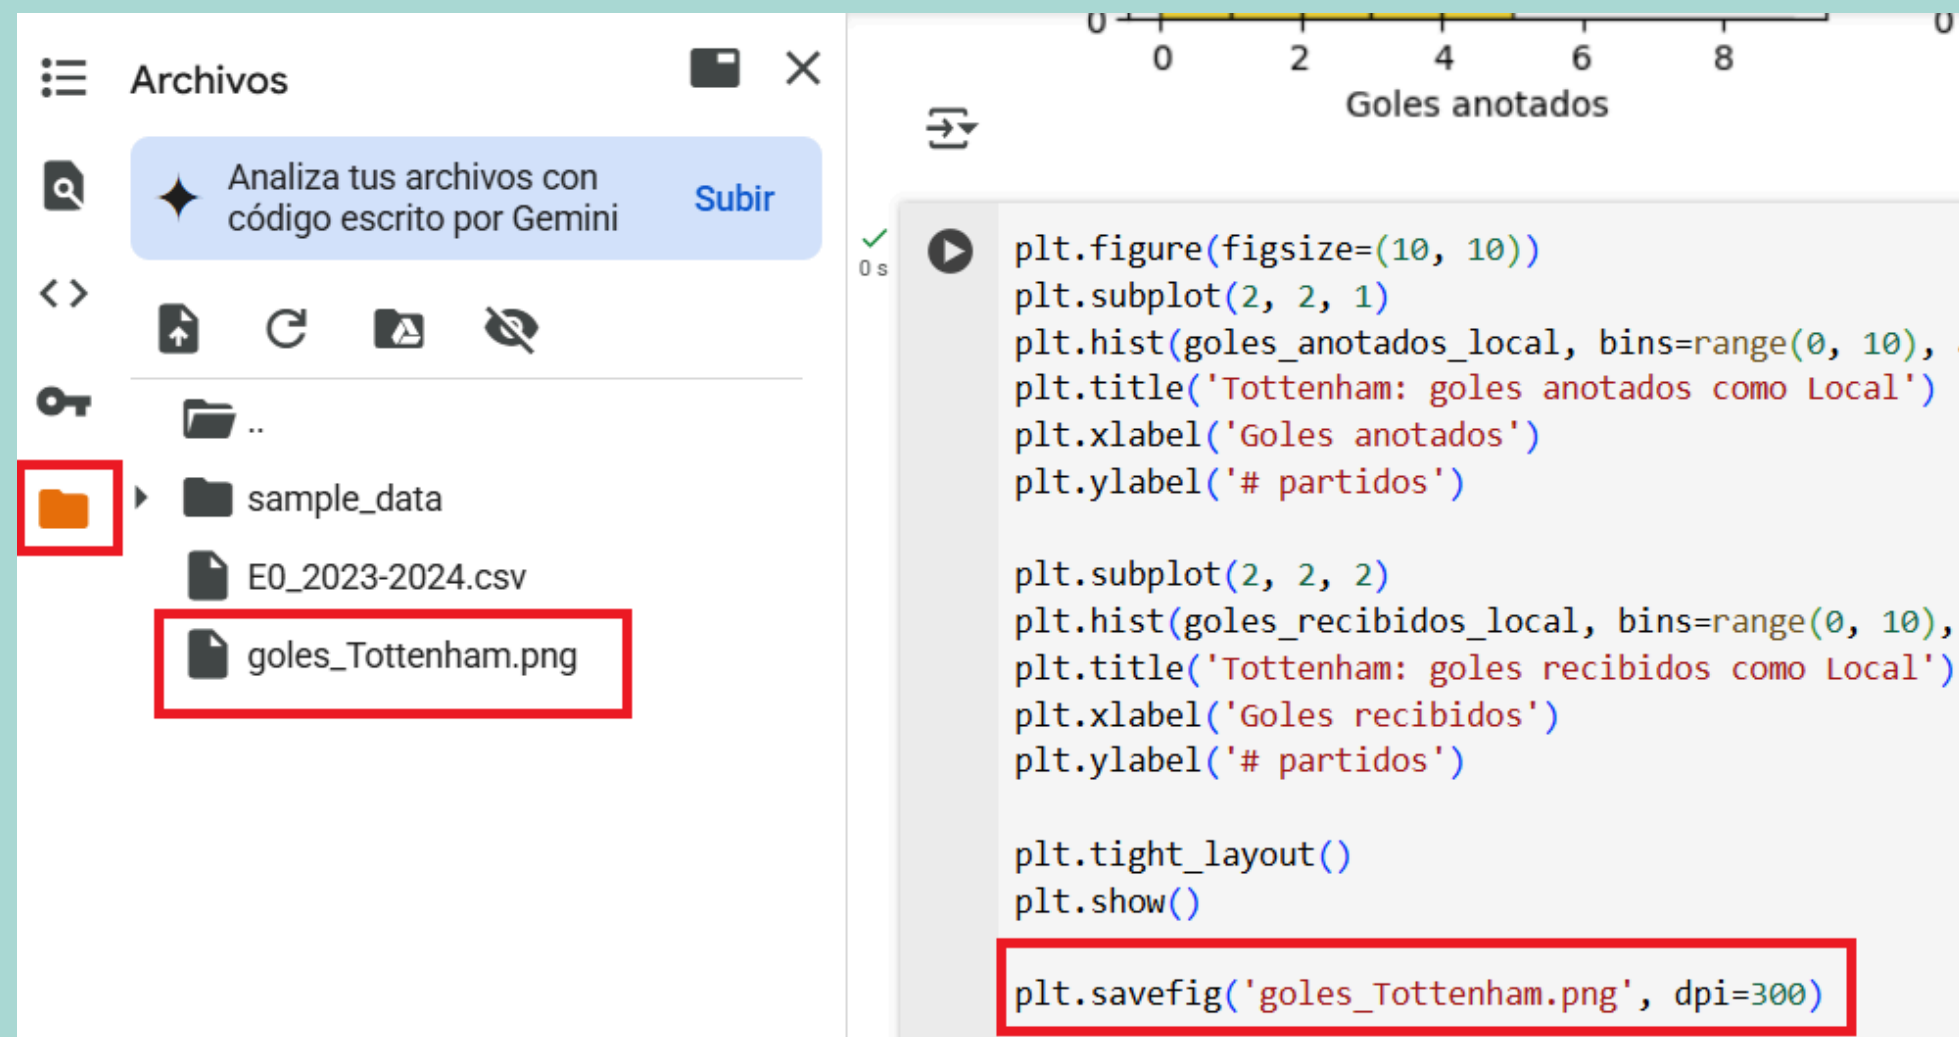 Archivos
Analiza tus archivos con
código escrito por Gemini
Subir
..
sample_data
E0_2023-2024.csv
goles_Tottenham.png
0
0
0 2 4 6 8
Goles anotados
0 s
plt.figure(figsize=(10, 10))
plt.subplot(2, 2, 1)
plt.hist(goles_anotados_local, bins=range(0, 10),
plt.title('Tottenham: goles anotados como Local')
plt.xlabel('Goles anotados')
plt.ylabel('# partidos')
plt.subplot(2, 2, 2)
plt.hist(goles_recibidos_local, bins=range(0, 10),
plt.title('Tottenham: goles recibidos como Local')
plt.xlabel('Goles recibidos')
plt.ylabel('# partidos')
plt.tight_layout()
plt.show()
plt.savefig('goles_Tottenham.png', dpi=300)